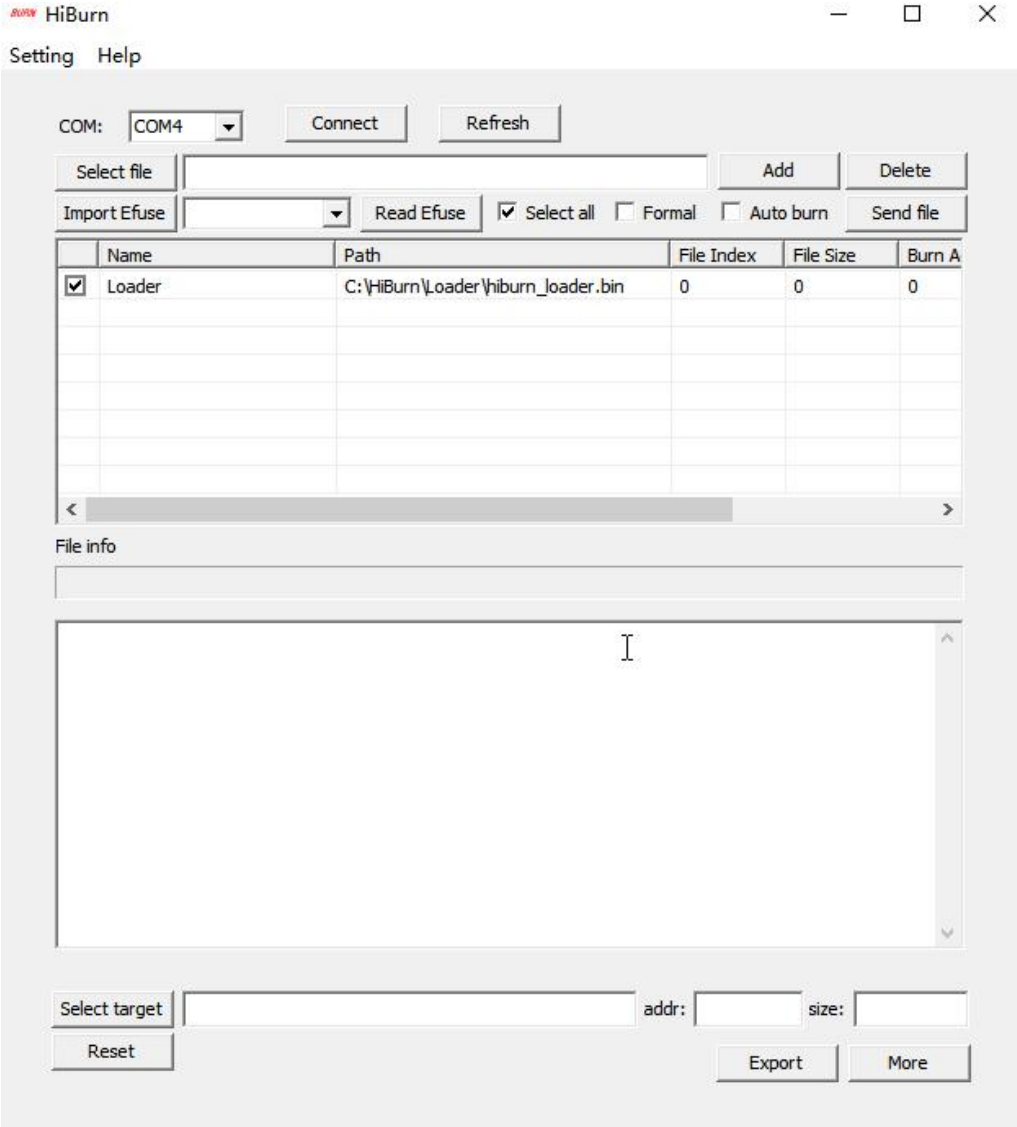 BURN HiBurn
Setting Help
COM: COM4 Connect Refresh
Select file Add Delete
Import Efuse Read Efuse Select all Formal Auto burn Send file
Name Path File Index File Size Burn A
Loader C:\HiBurn\Loader\hiburn_loader.bin 0 0 0
File info
Select target addr: size:
Reset
Export More